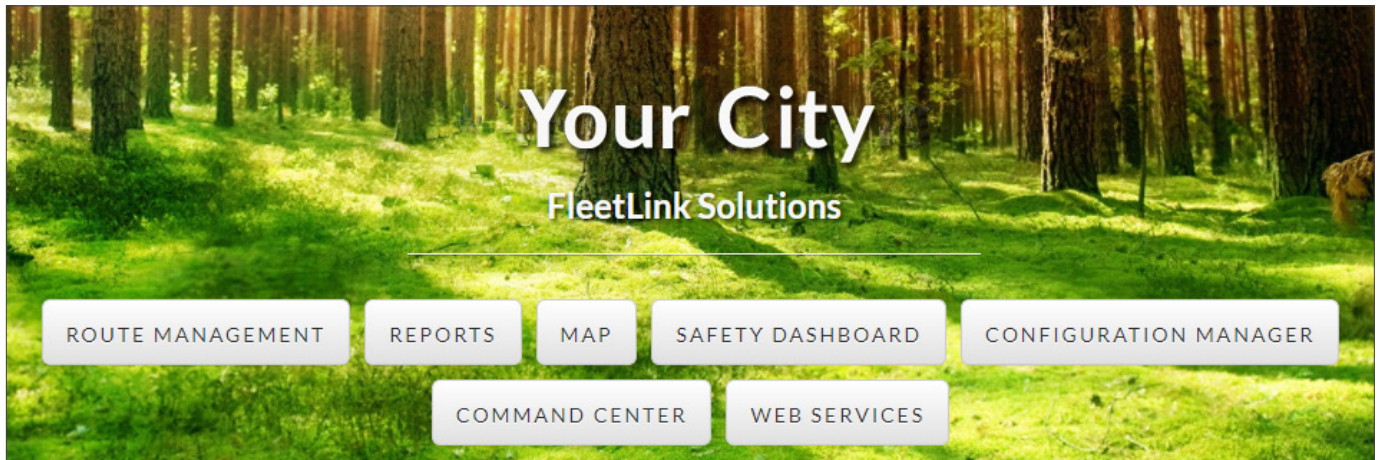 Your City
FleetLink Solutions
ROUTE MANAGEMENT REPORTS MAP SAFETY DASHBOARD CONFIGURATION MANAGER
COMMAND CENTER WEB SERVICES